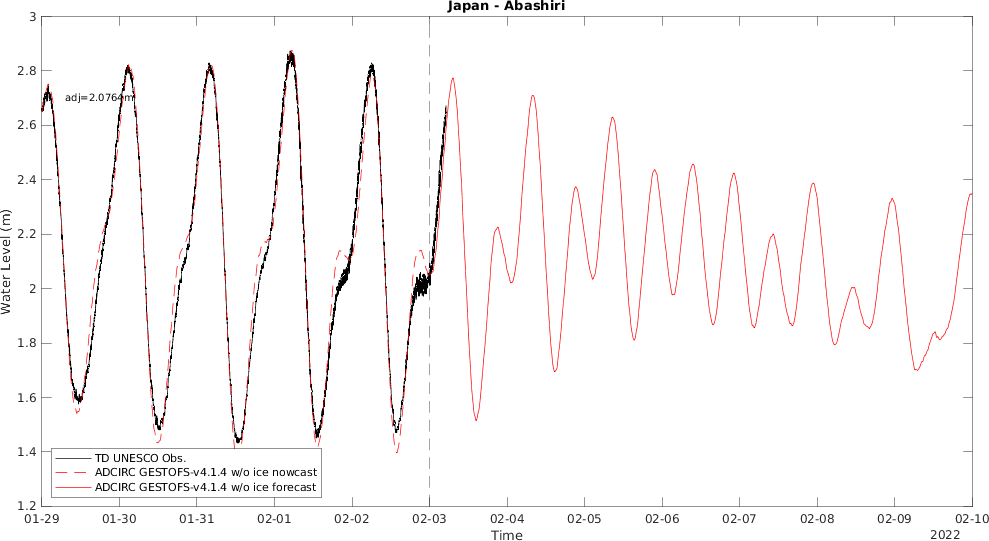 Japan - Abashiri
3
2.8
2.6
2.4
2.2
2
1.8
1.6
1.4
1.2
Water Level (m)
adj=2.0764m
TD UNESCO Obs.
ADCIRC GESTOFS-v4.1.4 w/o ice nowcast
ADCIRC GESTOFS-v4.1.4 w/o ice forecast
01-29 01-30 01-31 02-01 02-02 02-03 02-04 02-05 02-06 02-07 02-08 02-09 02-10
Time
2022